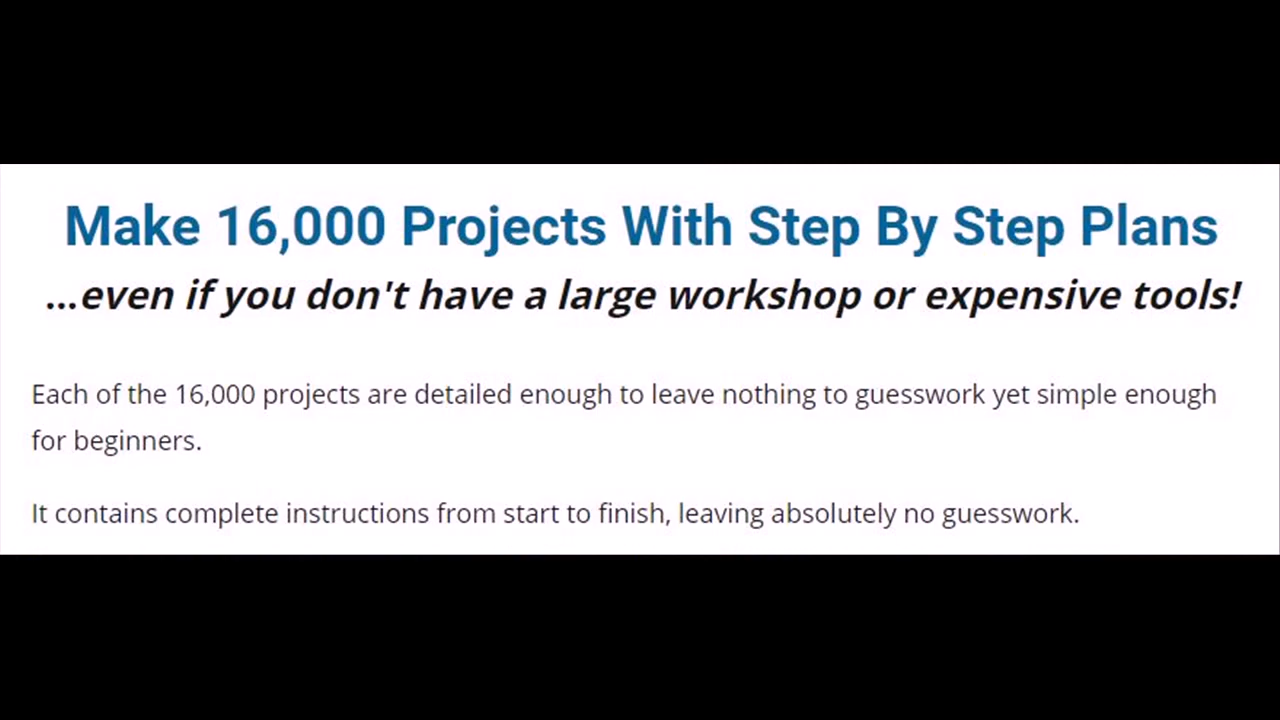 Make 16,000 Projects With Step By Step Plans
...even if you don't have a large workshop or expensive tools!
Each of the 16,000 projects are detailed enough to leave nothing to guesswork yet simple enough
for beginners.
It contains complete instructions from start to finish, leaving absolutely no guesswork.